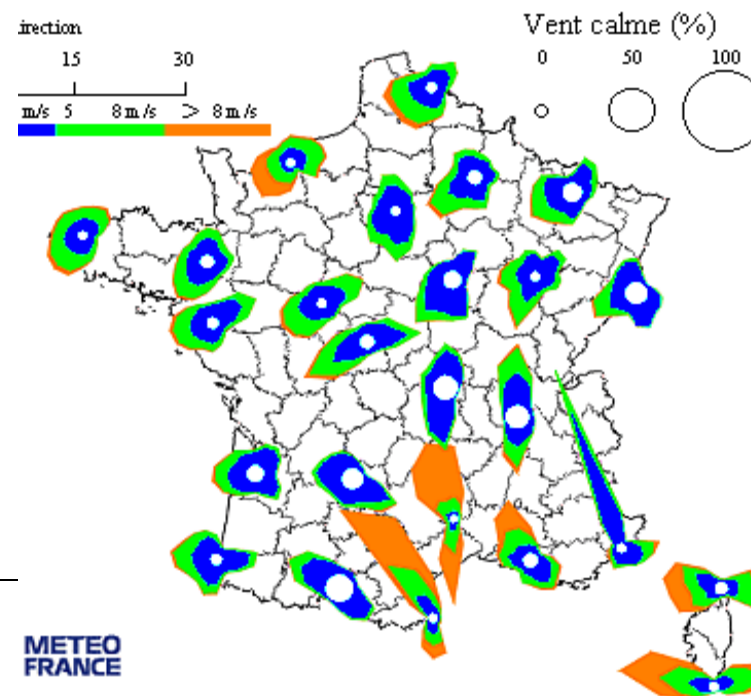 irection
15 30
m/s 5 8 m/s > 8 m/s
Vent calme (%)
0 50 100
METEO
FRANCE